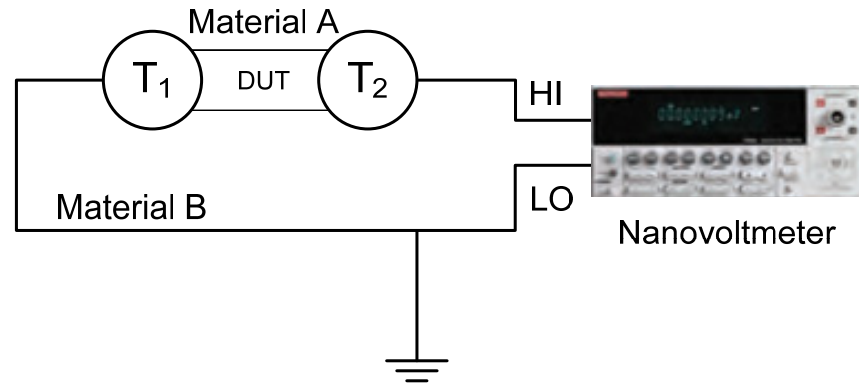 Material A
T1
DUT
T2
HI
Material B
LO
Nanovoltmeter